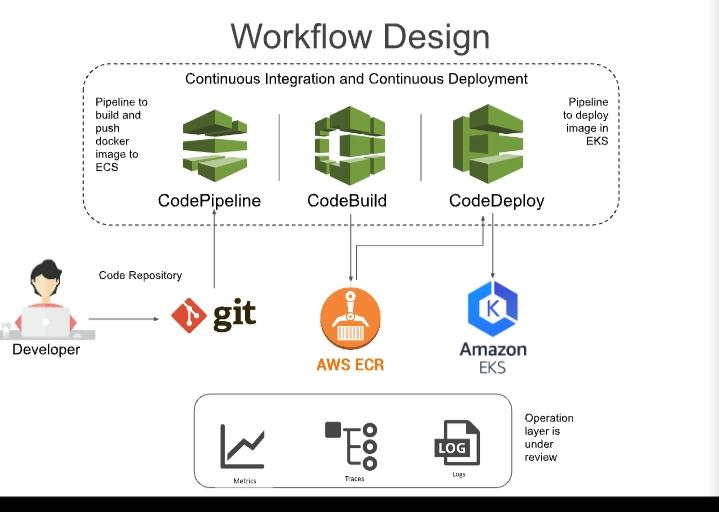 Workflow Design
Continuous Integration and Continuous Deployment
Pipeline to
build and
push
docker
image to
ECS
Pipeline
to deploy
image in
EKS
CodePipeline
CodeBuild
CodeDeploy
Code Repository
Developer
git
AWS ECR
K
Amazon
EKS
Operation
layer is
under
review
LOG
Metrics
Traces
Logs